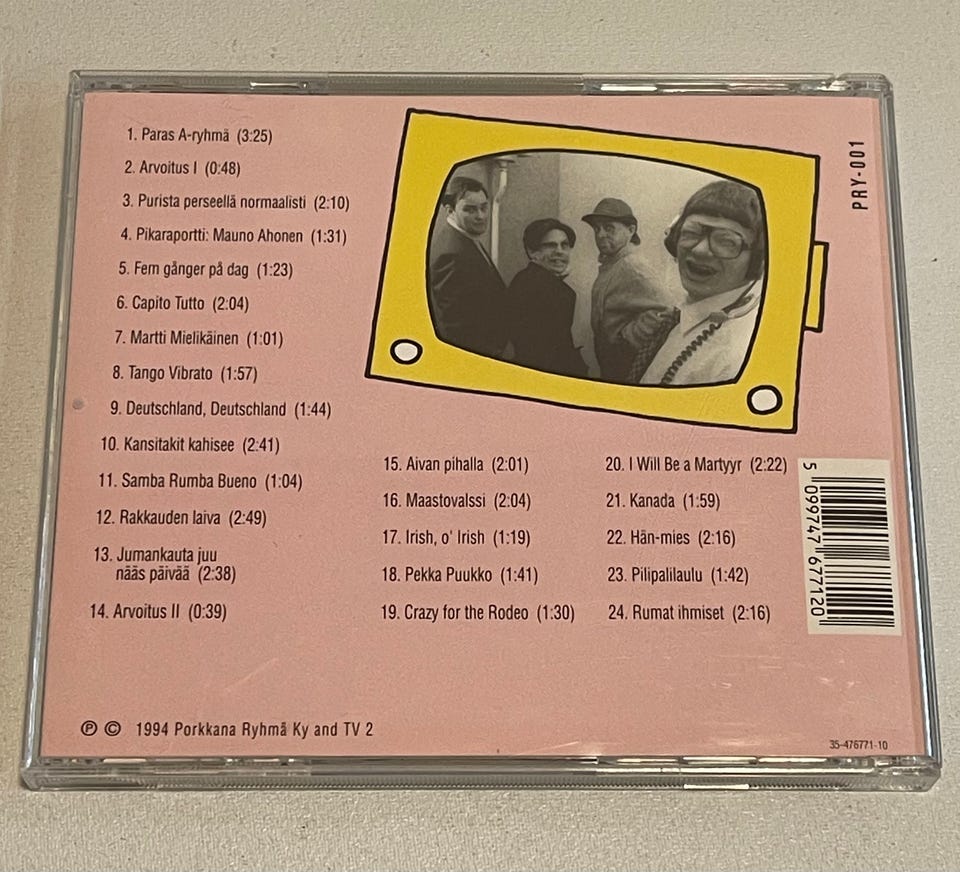 1. Paras A-ryhmä (3:25)
2. Arvoitus I (0:48)
3. Purista perseellä normaalisti (2:10)
4. Pikaraportti: Mauno Ahonen (1:31)
5. Fem gånger på dag (1:23)
6. Capito Tutto (2:04)
7. Martti Mielikäinen (1:01)
8. Tango Vibrato (1:57)
9. Deutschland, Deutschland (1:44)
10. Kansitakit kahisee (2:41)
11. Samba Rumba Bueno (1:04)
12. Rakkauden laiva (2:49)
13. Jumankauta juu
nääs päivää (2:38)
14. Arvoitus II (0:39)
15. Aivan pihalla (2:01)
16. Maastovalssi (2:04)
17. Irish, o' Irish (1:19)
18. Pekka Puukko (1:41)
19. Crazy for the Rodeo (1:30)
20. I Will Be a Martyyr (2:22)
21. Kanada (1:59)
22. Hän-mies (2:16)
23. Pilipalilaulu (1:42)
24. Rumat ihmiset (2:16)
PRY-001
5 099747 677120
℗ © 1994 Porkkana Ryhmä Ky and TV 2
35-476771-10